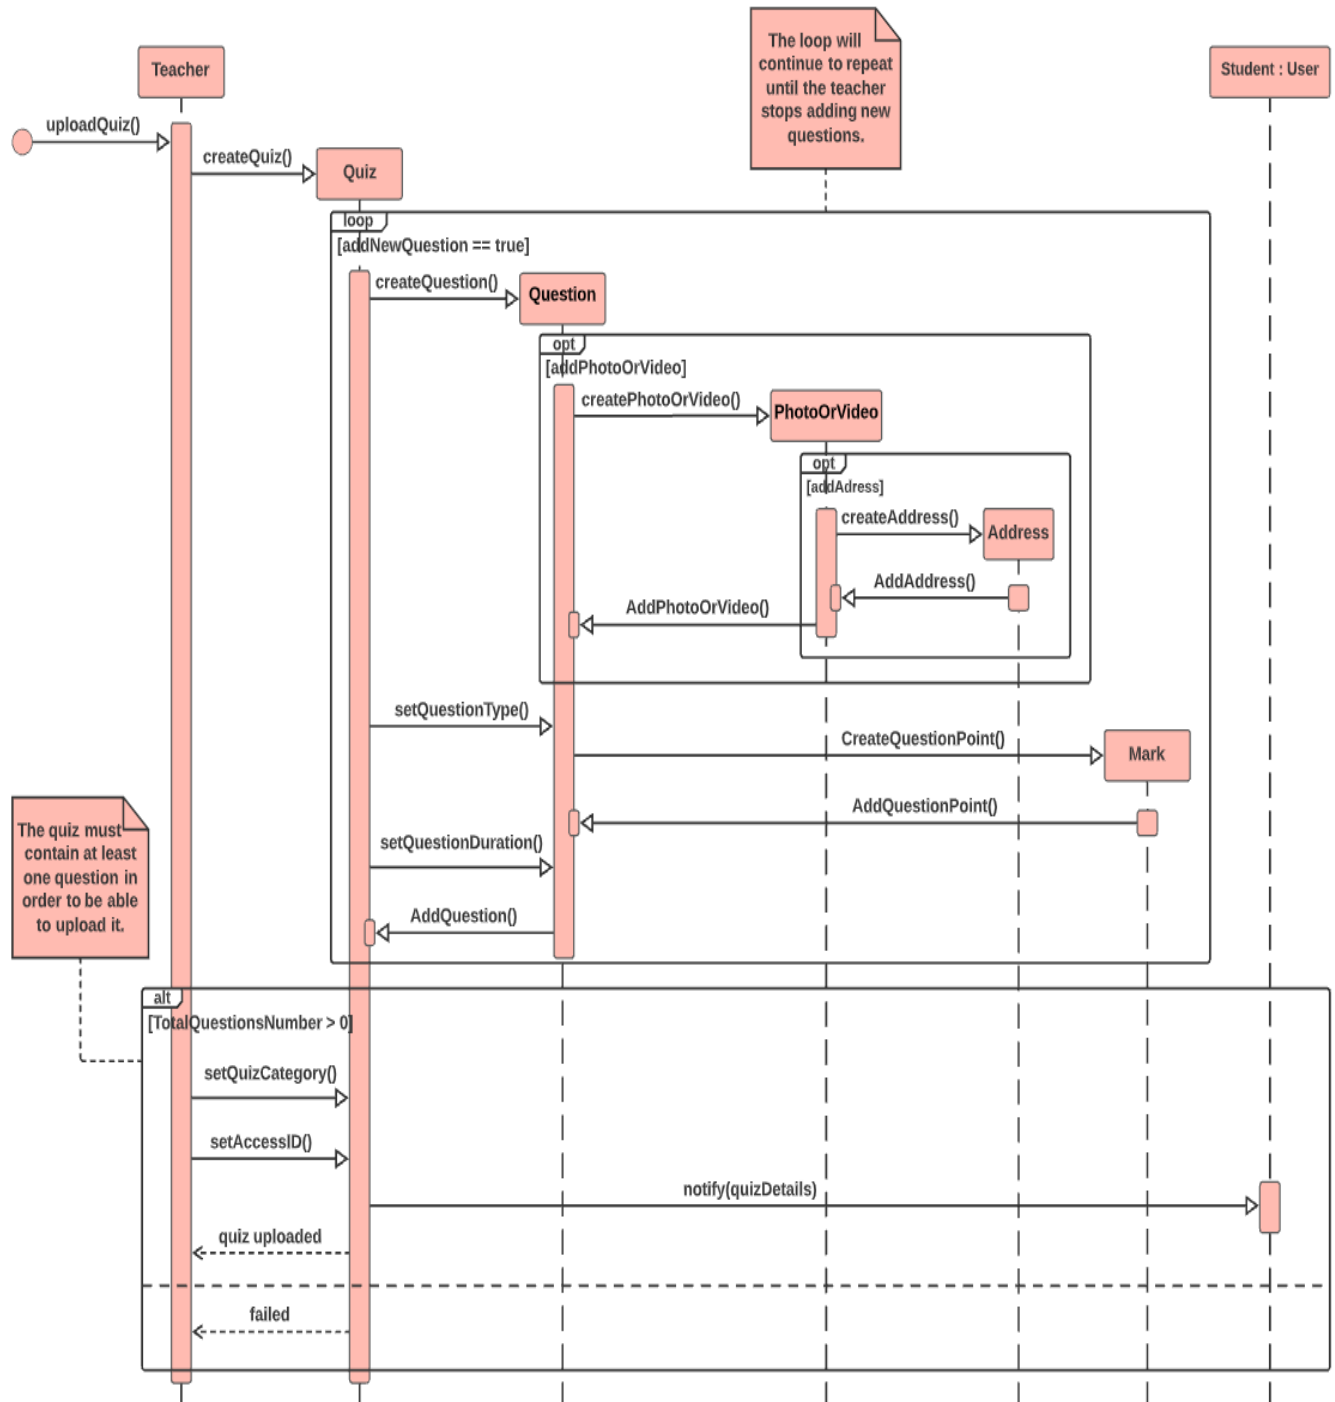 The loop will
continue to repeat
until the teacher
stops adding new
questions.
Teacher
Student : User
uploadQuiz()
createQuiz()
Quiz
loop
[addNewQuestion == true]
createQuestion()
Question
opt
[addPhotoOrVideo]
createPhotoOrVideo()
PhotoOrVideo
opt
[addAdress]
createAddress()
Address
AddAddress()
AddPhotoOrVideo()
setQuestionType()
CreateQuestionPoint()
Mark
AddQuestionPoint()
The quiz must
contain at least
one question in
order to be able
to upload it.
setQuestionDuration()
AddQuestion()
alt
[TotalQuestionsNumber > 0]
setQuizCategory()
setAccessID()
notify(quizDetails)
quiz uploaded
failed